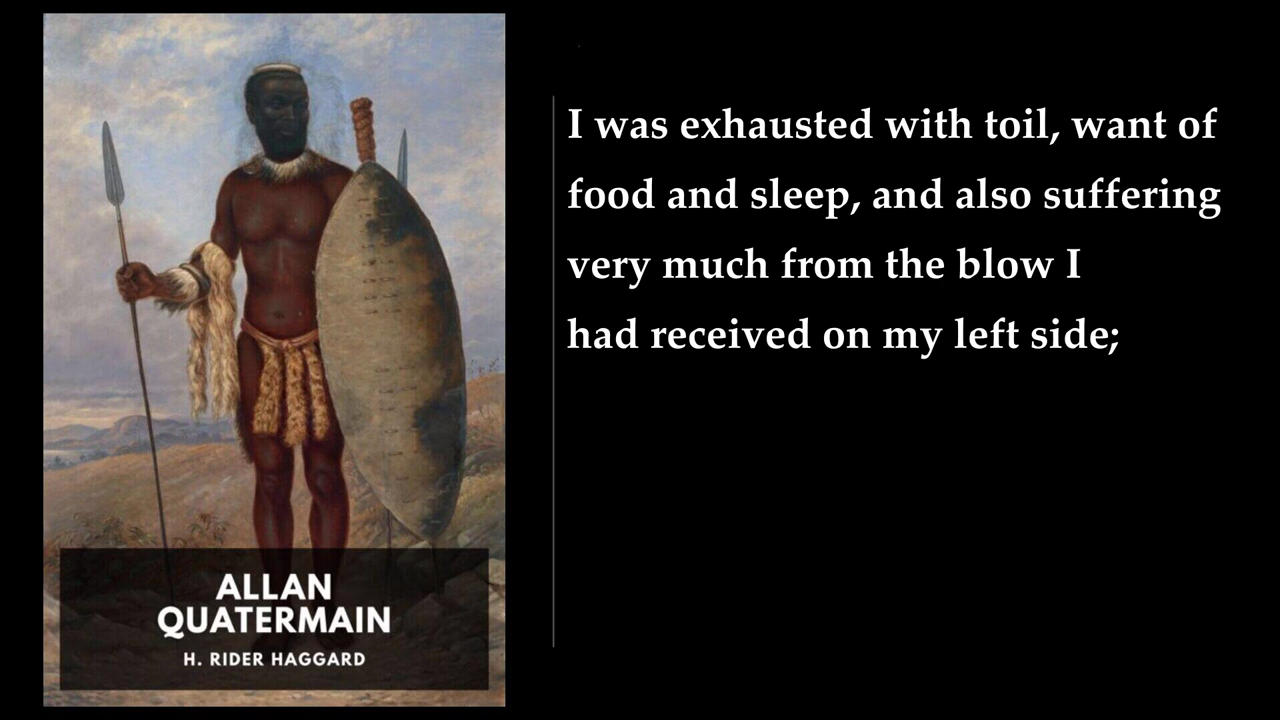 I was exhausted with toil, want of
food and sleep, and also suffering
very much from the blow I
had received on my left side;
ALLAN
QUATERMAIN
H. RIDER HAGGARD